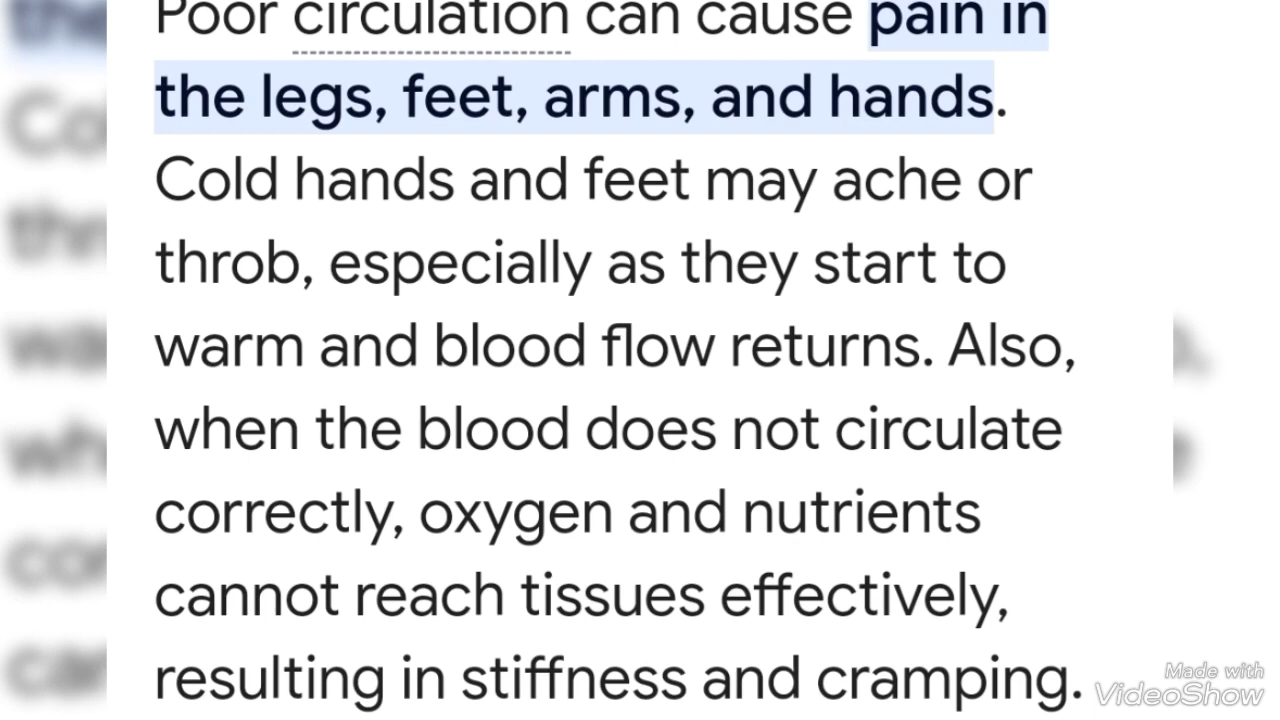 Poor circulation can cause pain in
the legs, feet, arms, and hands.
Cold hands and feet may ache or
throb, especially as they start to
warm and blood flow returns. Also,
when the blood does not circulate
correctly, oxygen and nutrients
cannot reach tissues effectively,
resulting in stiffness and cramping.
Made with
VideoShow